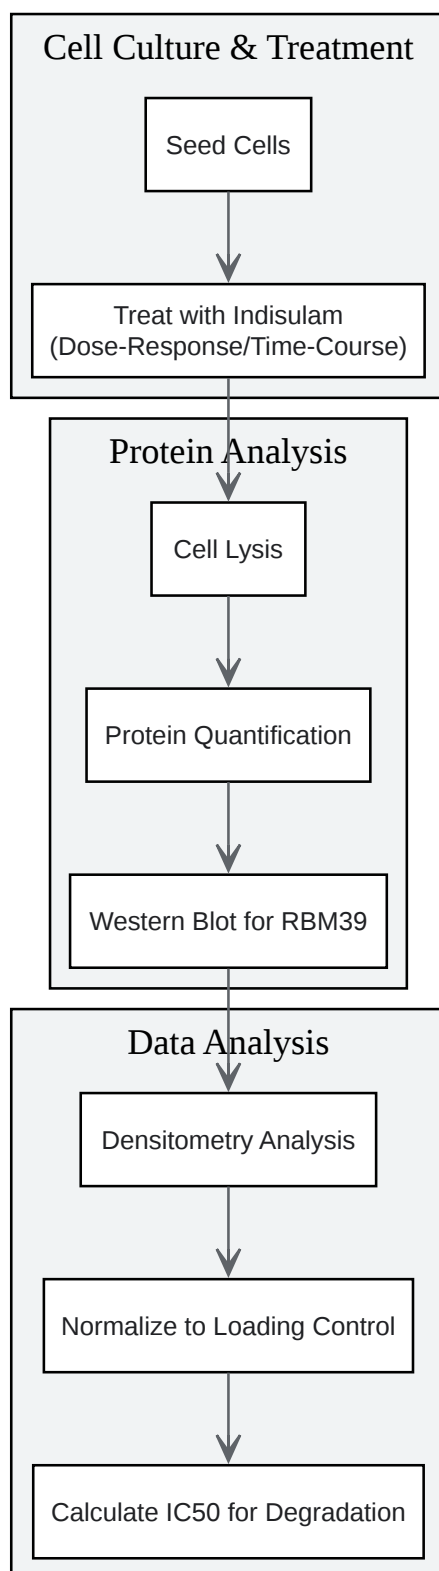 Cell Culture & Treatment
Seed Cells
Treat with Indisulam
(Dose-Response/Time-Course)
Protein Analysis
Cell Lysis
Protein Quantification
Western Blot for RBM39
Data Analysis
Densitometry Analysis
Normalize to Loading Control
Calculate IC50 for Degradation